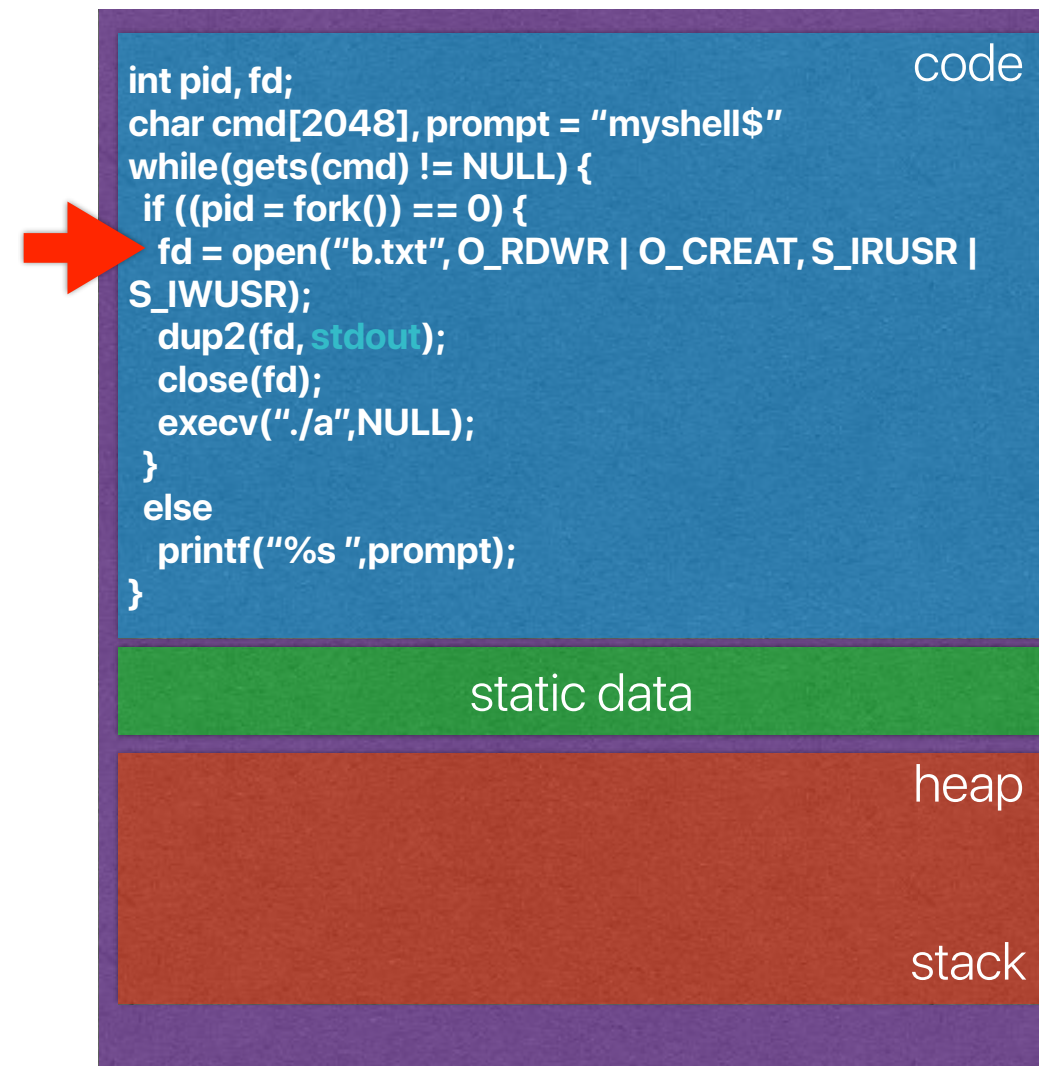 code
int pid, fd;
char cmd[2048], prompt = “myshell$”
while(gets(cmd) != NULL) {
if ((pid = fork()) == 0) {
fd = open(“b.txt”, O_RDWR | O_CREAT, S_IRUSR |
S_IWUSR);
dup2(fd, stdout);
close(fd);
execv(“./a”,NULL);
}
else
printf(“%s ”,prompt);
}
static data
heap
stack